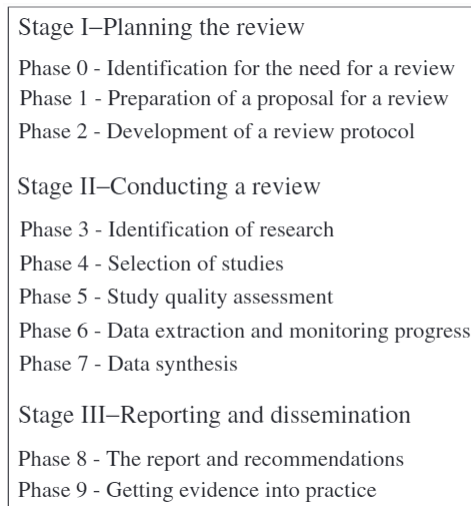 Stage I–Planning the review
Phase 0 - Identification for the need for a review
Phase 1 - Preparation of a proposal for a review
Phase 2 - Development of a review protocol
Stage II–Conducting a review
Phase 3 - Identification of research
Phase 4 - Selection of studies
Phase 5 - Study quality assessment
Phase 6 - Data extraction and monitoring progress
Phase 7 - Data synthesis
Stage III–Reporting and dissemination
Phase 8 - The report and recommendations
Phase 9 - Getting evidence into practice